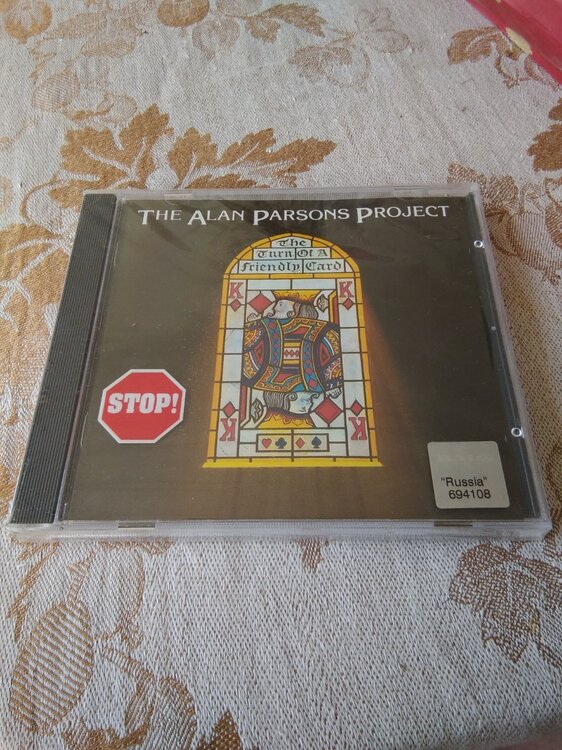 THE ALAN PARSONS PROJECT
The
Turn Of A
Friendly Card
K K
STOP!
K K
"Russia"
694108